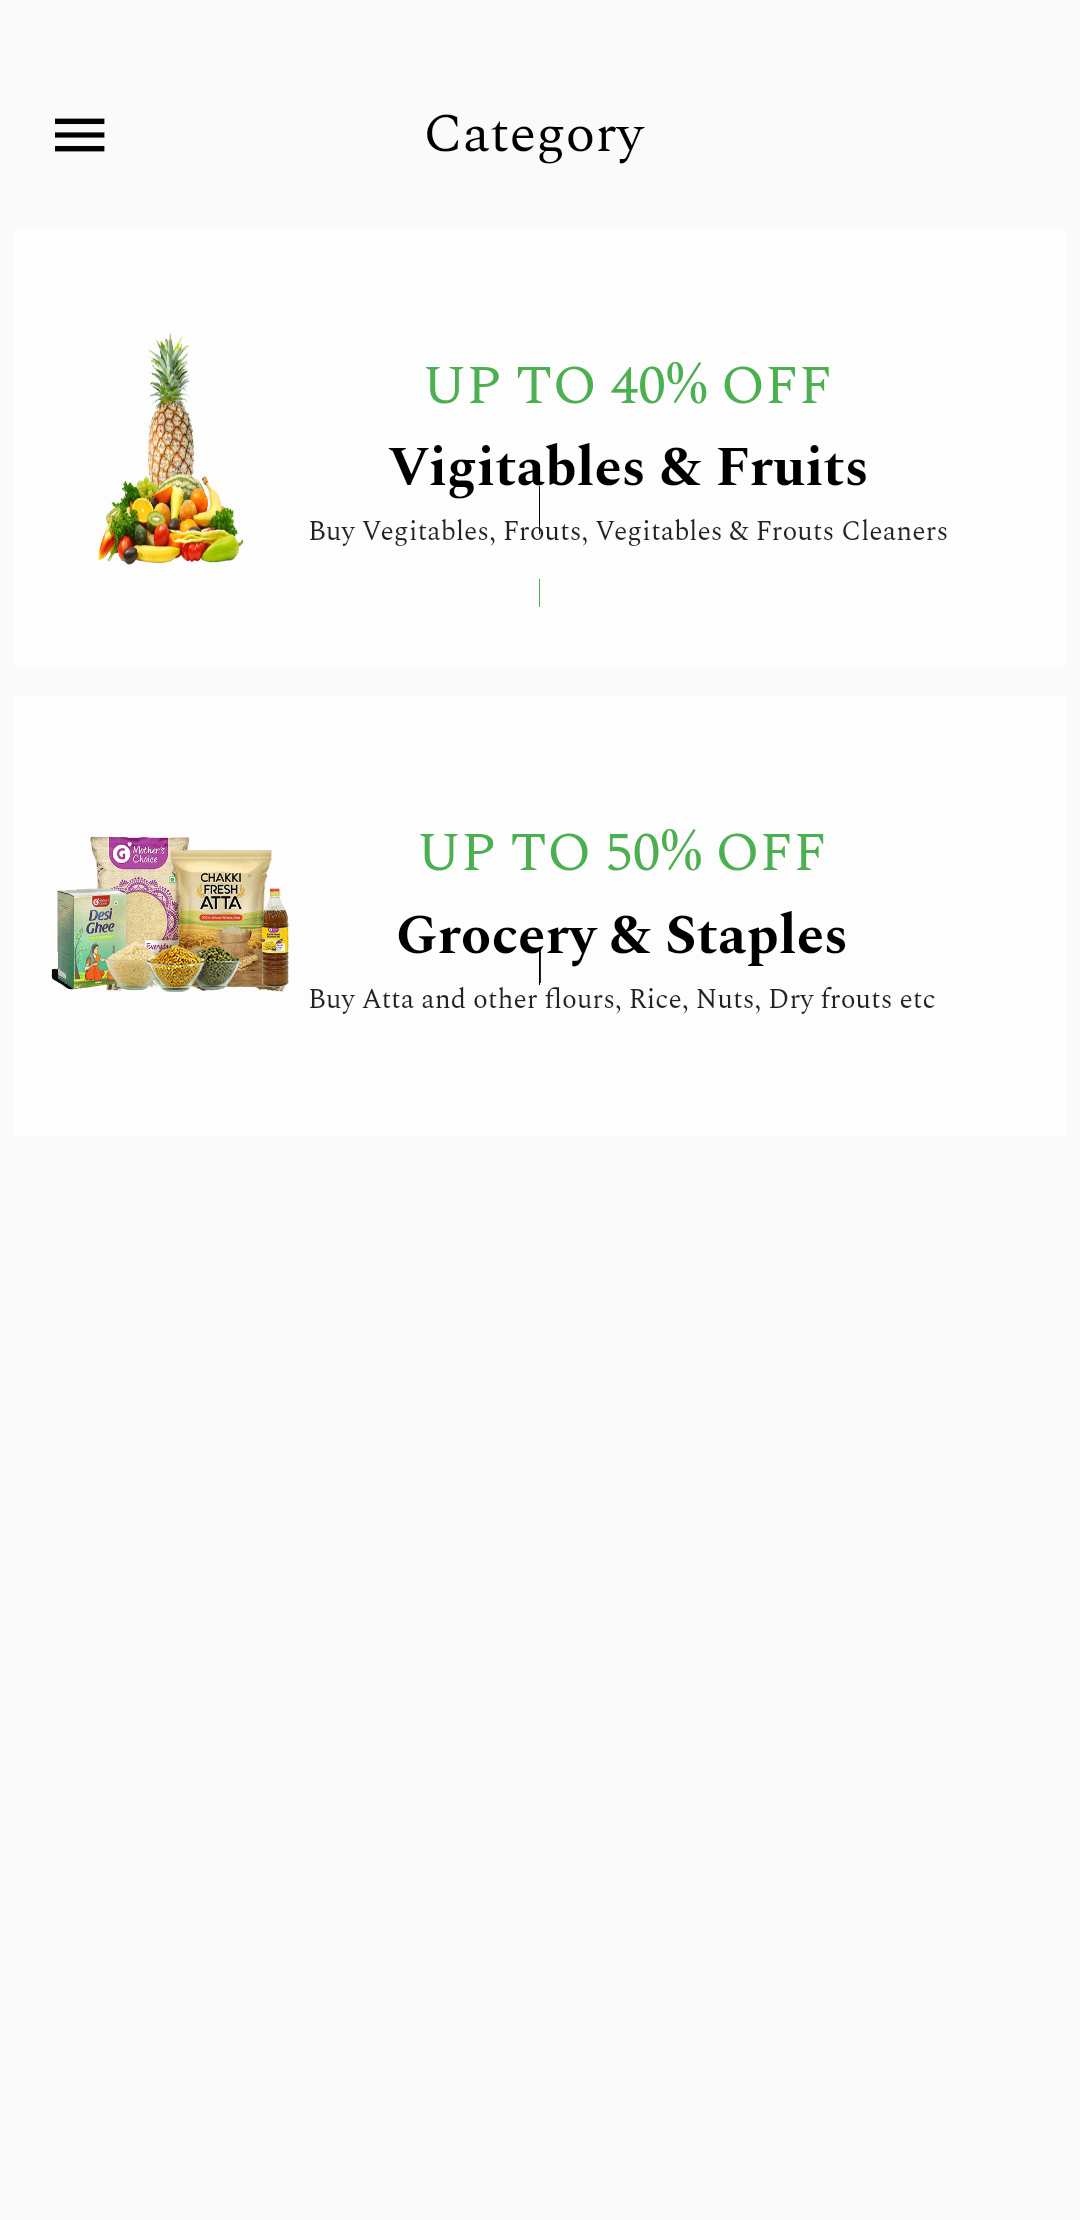 Category
UP TO 40% OFF
Vigitables & Fruits
Buy Vegitables, Frouts, Vegitables & Frouts Cleaners
UP TO 50% OFF
Grocery & Staples
Buy Atta and other flours, Rice, Nuts, Dry frouts etc
G Mother's
Choice
CHAKKI
FRESH
ATTA
Desi
Ghee
Everyday